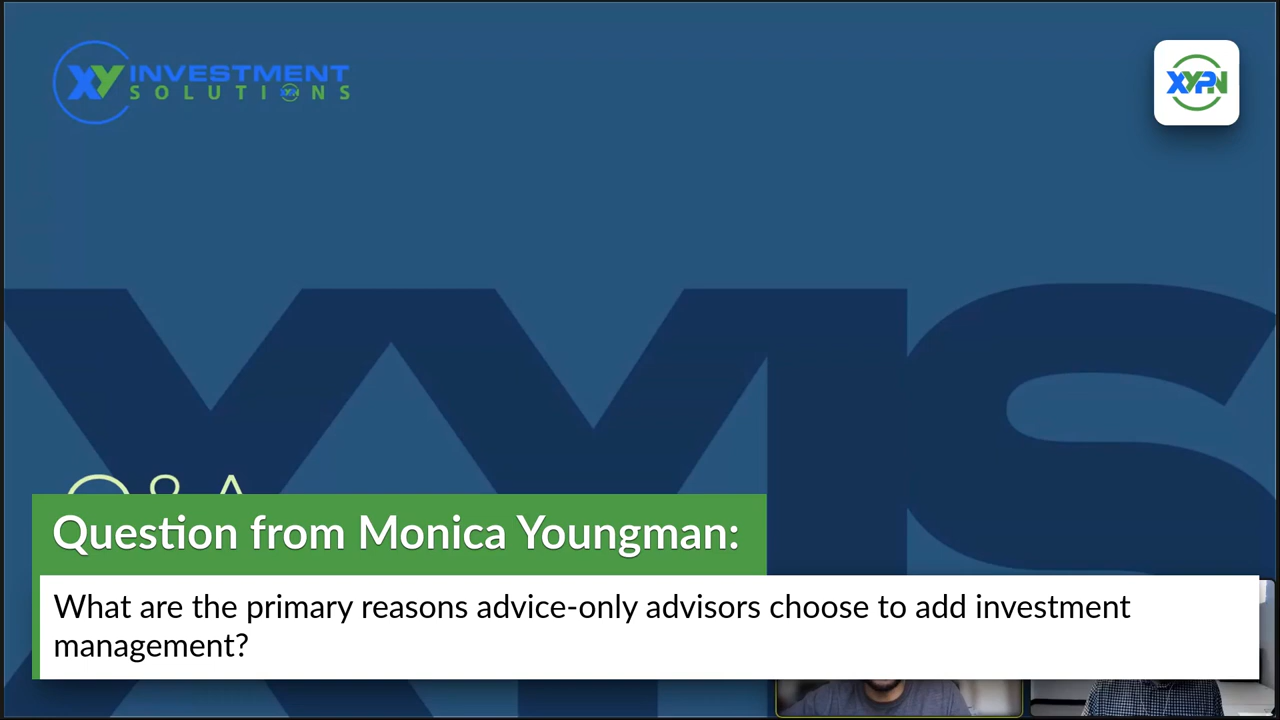 XY INVESTMENT
SOLUTIONS
XYPN
XYIS
Q & A
Question from Monica Youngman:
What are the primary reasons advice-only advisors choose to add investment
management?